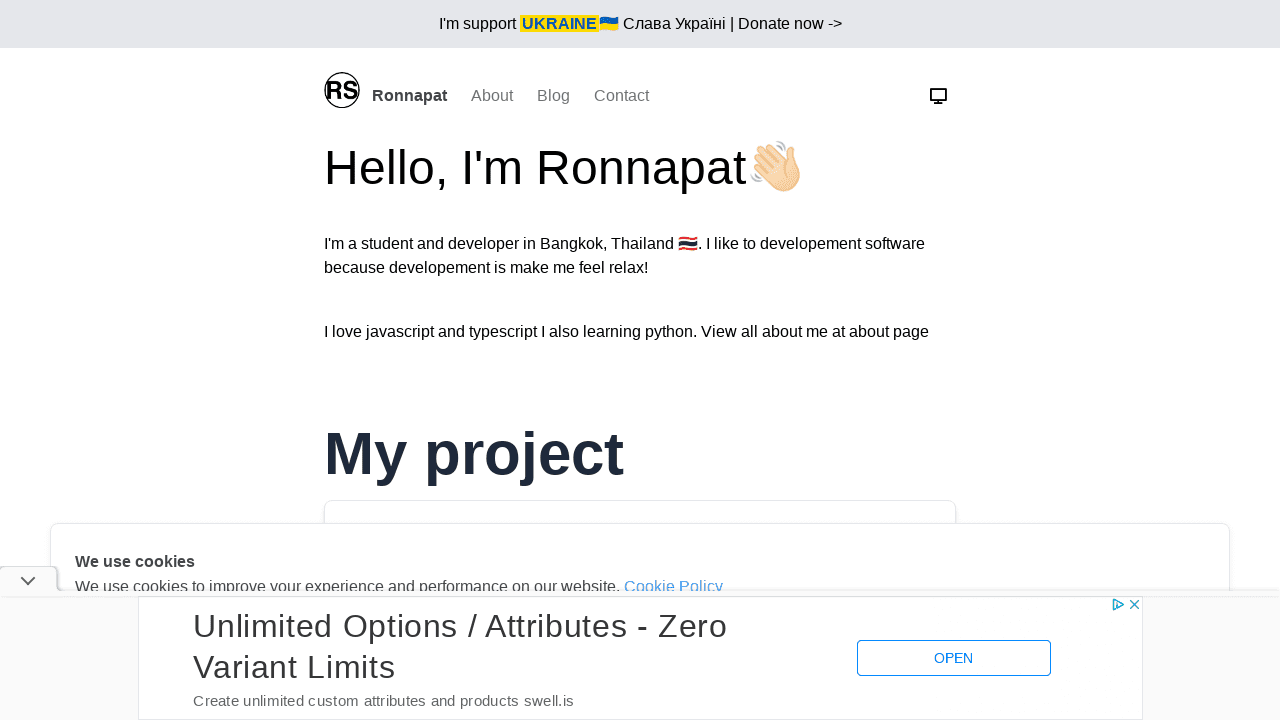 I'm support UKRAINE🇺🇦 Слава Україні | Donate now ->
RS Ronnapat About Blog Contact
Hello, I'm Ronnapat👋🏻
I'm a student and developer in Bangkok, Thailand 🇹🇭. I like to developement software
because developement is make me feel relax!
I love javascript and typescript I also learning python. View all about me at about page
My project
We use cookies
We use cookies to improve your experience and performance on our website. Cookie Policy
Unlimited Options / Attributes - Zero
Variant Limits
Create unlimited custom attributes and products swell.is
OPEN